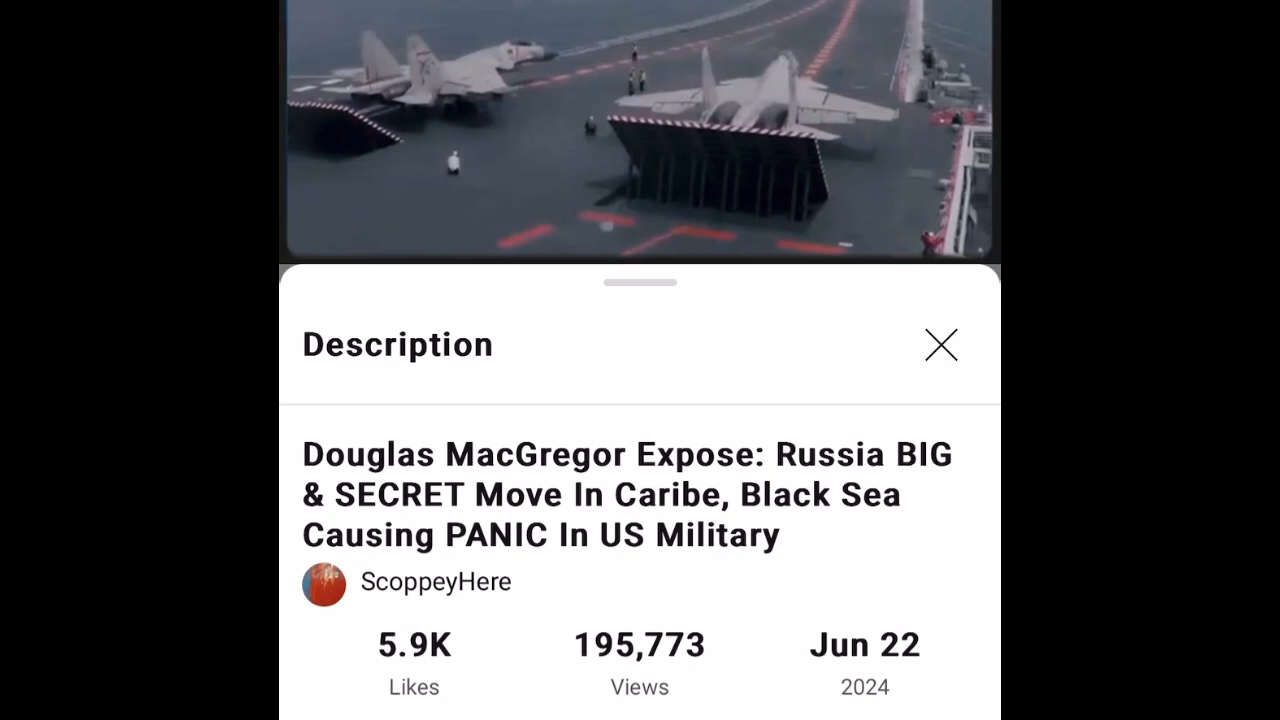 Description
Douglas MacGregor Expose: Russia BIG
& SECRET Move In Caribe, Black Sea
Causing PANIC In US Military
ScoppeyHere
5.9K 195,773 Jun 22
Likes Views 2024